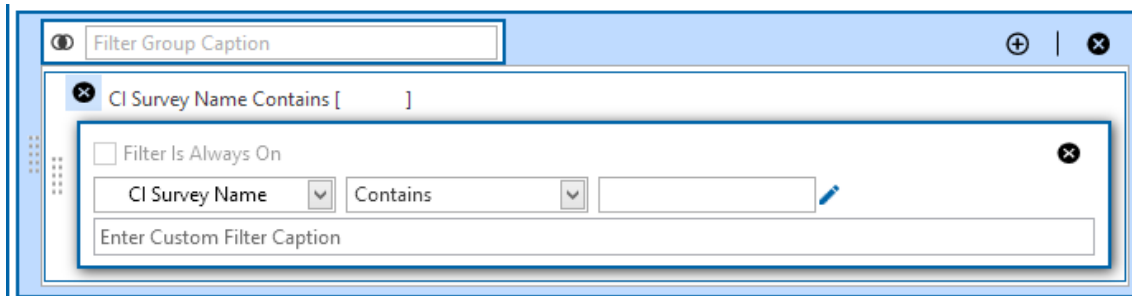 Filter Group Caption
CI Survey Name Contains [ ]
Filter Is Always On
CI Survey Name Contains
Enter Custom Filter Caption